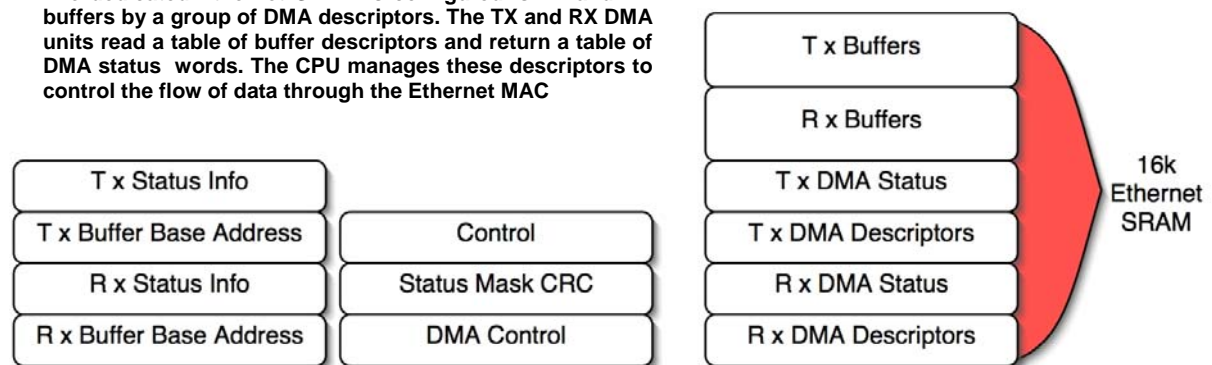 buffers by a group of DMA descriptors. The TX and RX DMA
units read a table of buffer descriptors and return a table of
DMA status words. The CPU manages these descriptors to
control the flow of data through the Ethernet MAC
T x Status Info
T x Buffer Base Address
R x Status Info
R x Buffer Base Address
Control
Status Mask CRC
DMA Control
T x Buffers
R x Buffers
T x DMA Status
T x DMA Descriptors
R x DMA Status
R x DMA Descriptors
16k
Ethernet
SRAM